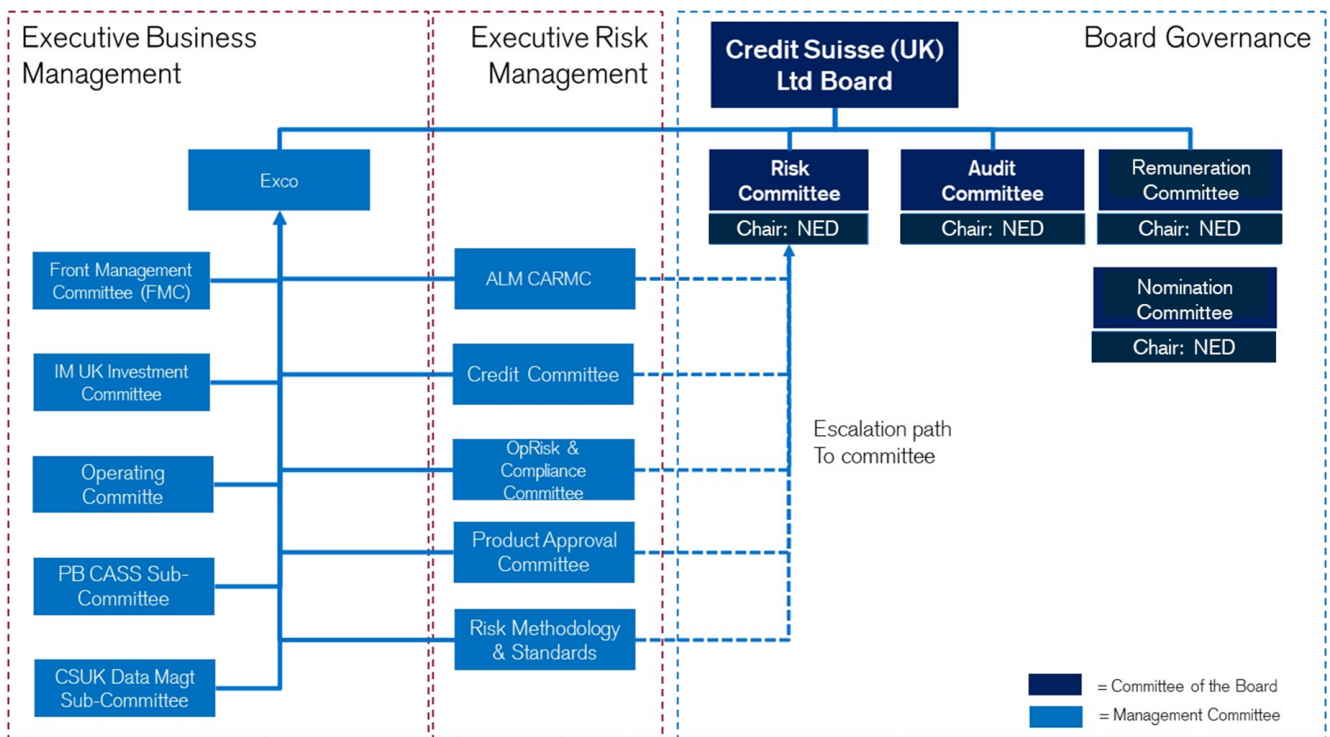 Executive Business
Management
Executive Risk
Management
Board Governance
Credit Suisse (UK)
Ltd Board
Exco
Risk
Committee
Chair: NED
Audit
Committee
Chair: NED
Remuneration
Committee
Chair: NED
Nomination
Committee
Chair: NED
Front Management
Committee (FMC)
IM UK Investment
Committee
Operating
Committe
PB CASS Sub-
Committee
CSUK Data Magt
Sub-Committee
ALM CARMC
Credit Committee
OpRisk &
Compliance
Committee
Product Approval
Committee
Risk Methodology
& Standards
Escalation path
To committee
= Committee of the Board
= Management Committee